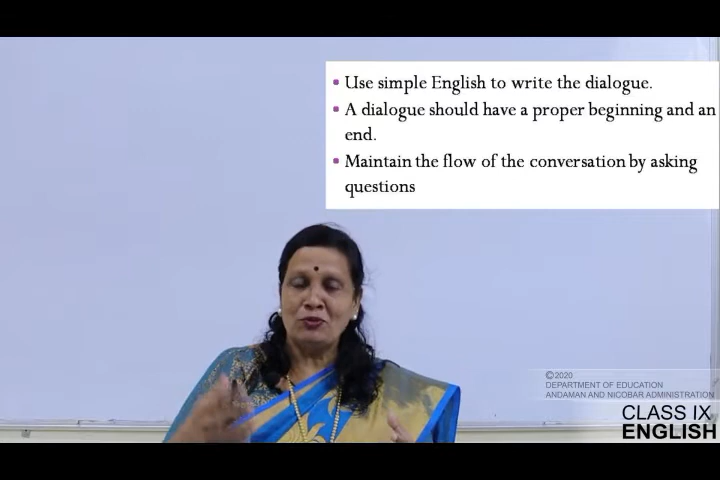 • Use simple English to write the dialogue.
• A dialogue should have a proper beginning and an
end.
• Maintain the flow of the conversation by asking
questions
©2020
DEPARTMENT OF EDUCATION
ANDAMAN AND NICOBAR ADMINISTRATION
CLASS IX
ENGLISH